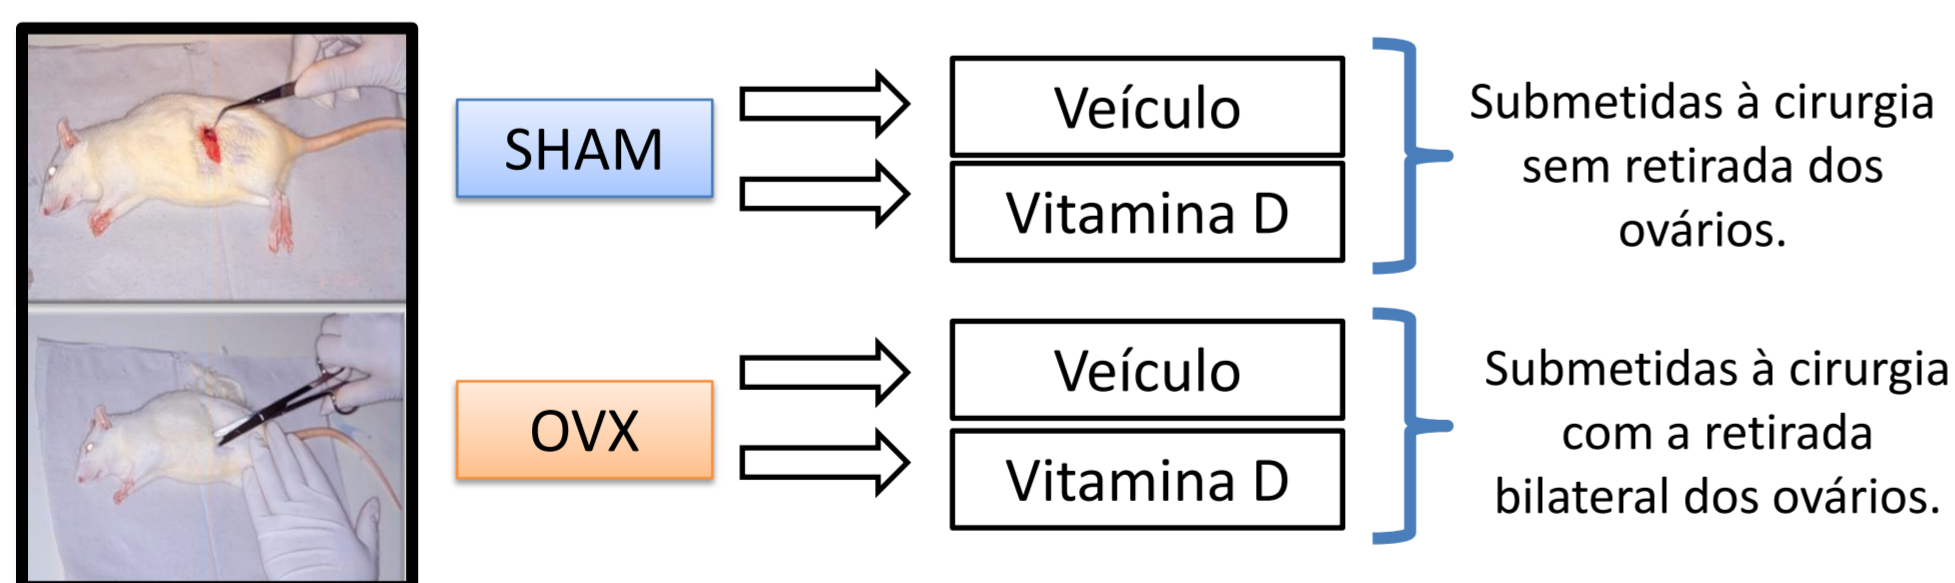 SHAM
Veículo
Vitamina D
Submetidas à cirurgia
sem retirada dos
ovários.
OVX
Veículo
Vitamina D
Submetidas à cirurgia
com a retirada
bilateral dos ovários.